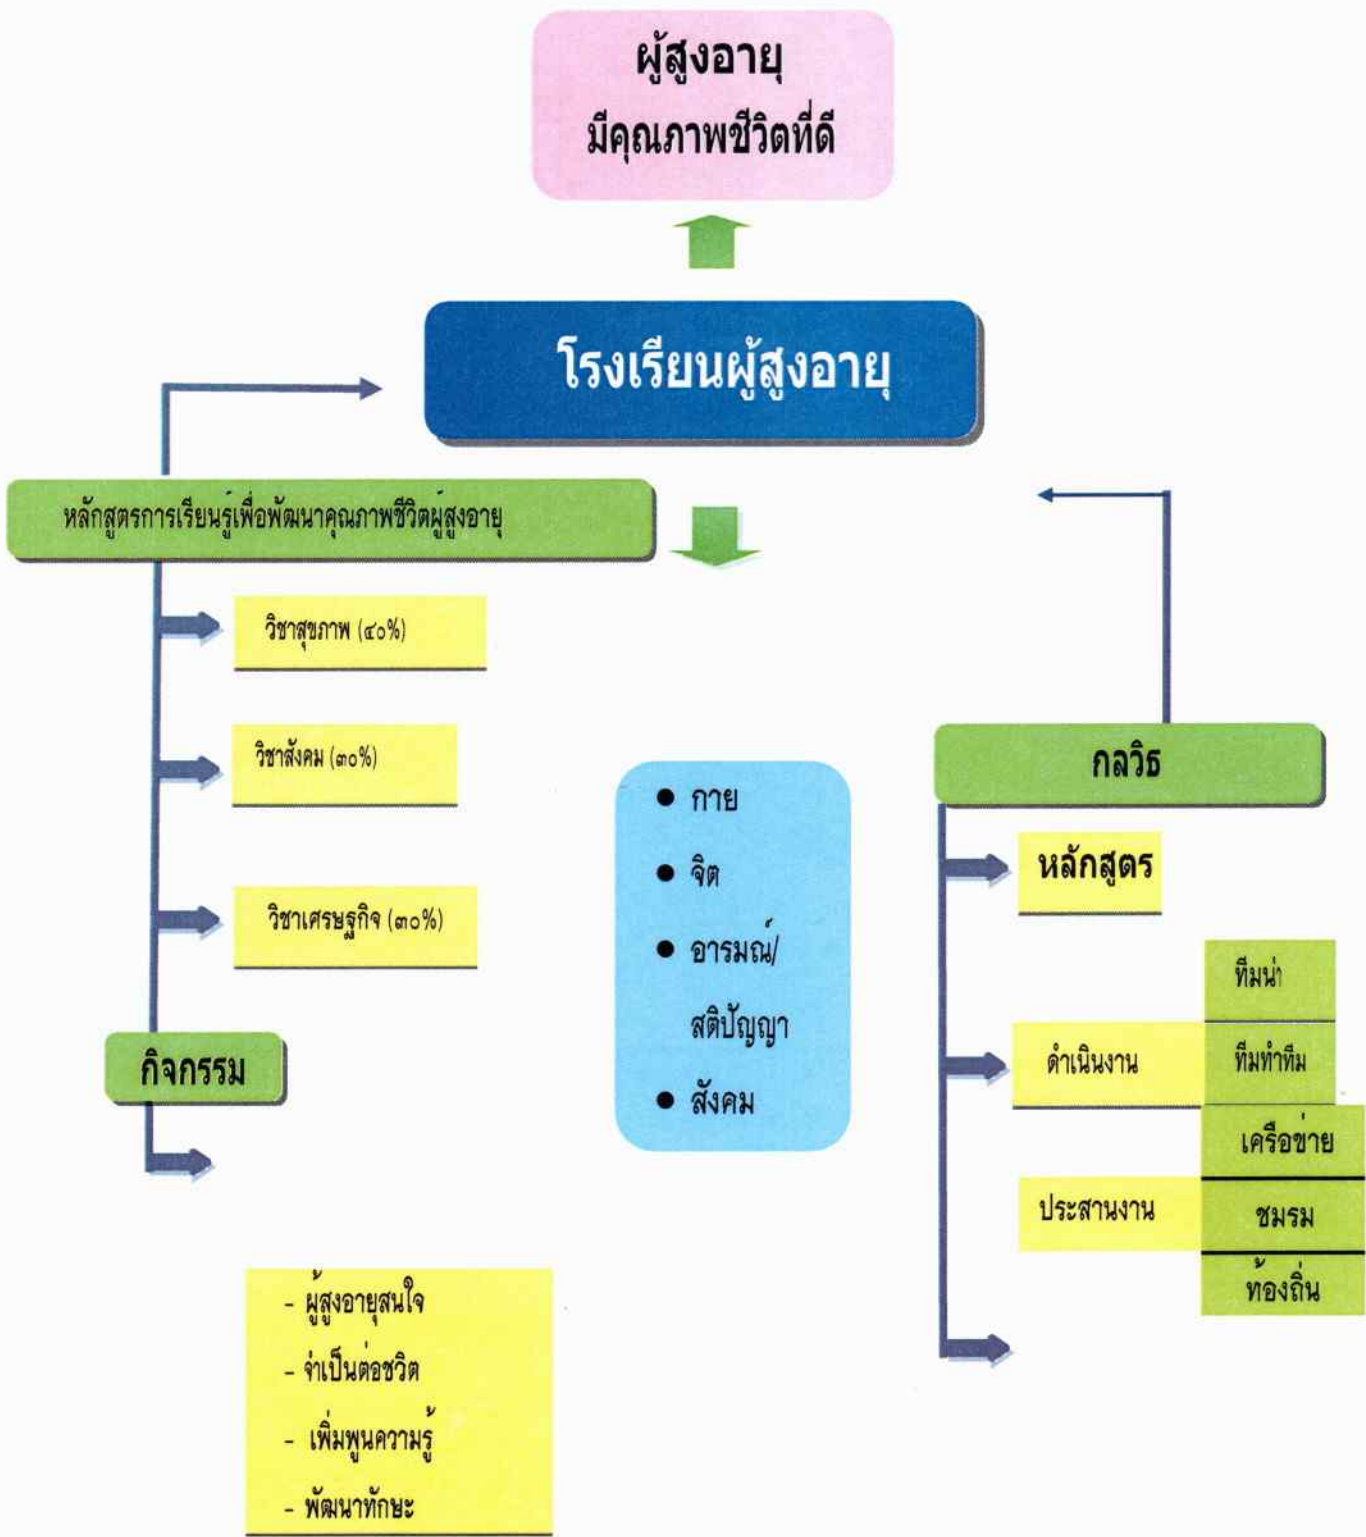 ผู้สูงอายุ
มีคุณภาพชีวิตที่ดี
โรงเรียนผู้สูงอายุ
หลักสูตรการเรียนรู้เพื่อพัฒนาคุณภาพชีวิตผู้สูงอายุ
วิชาสุขภาพ (๔๐%)
วิชาสังคม (๓๐%)
วิชาเศรษฐกิจ (๓๐%)
กิจกรรม
- ผู้สูงอายุสนใจ
- จำเป็นต่อชวิต
- เพิ่มพูนความรู้
- พัฒนาทักษะ
● กาย
● จิต
● อารมณ์/
สติปัญญา
● สังคม
กลวิธ
หลักสูตร
ดำเนินงาน
ทีมนำ
ทีมทำทีม
ประสานงาน
เครือข่าย
ชมรม
ท้องถิ่น